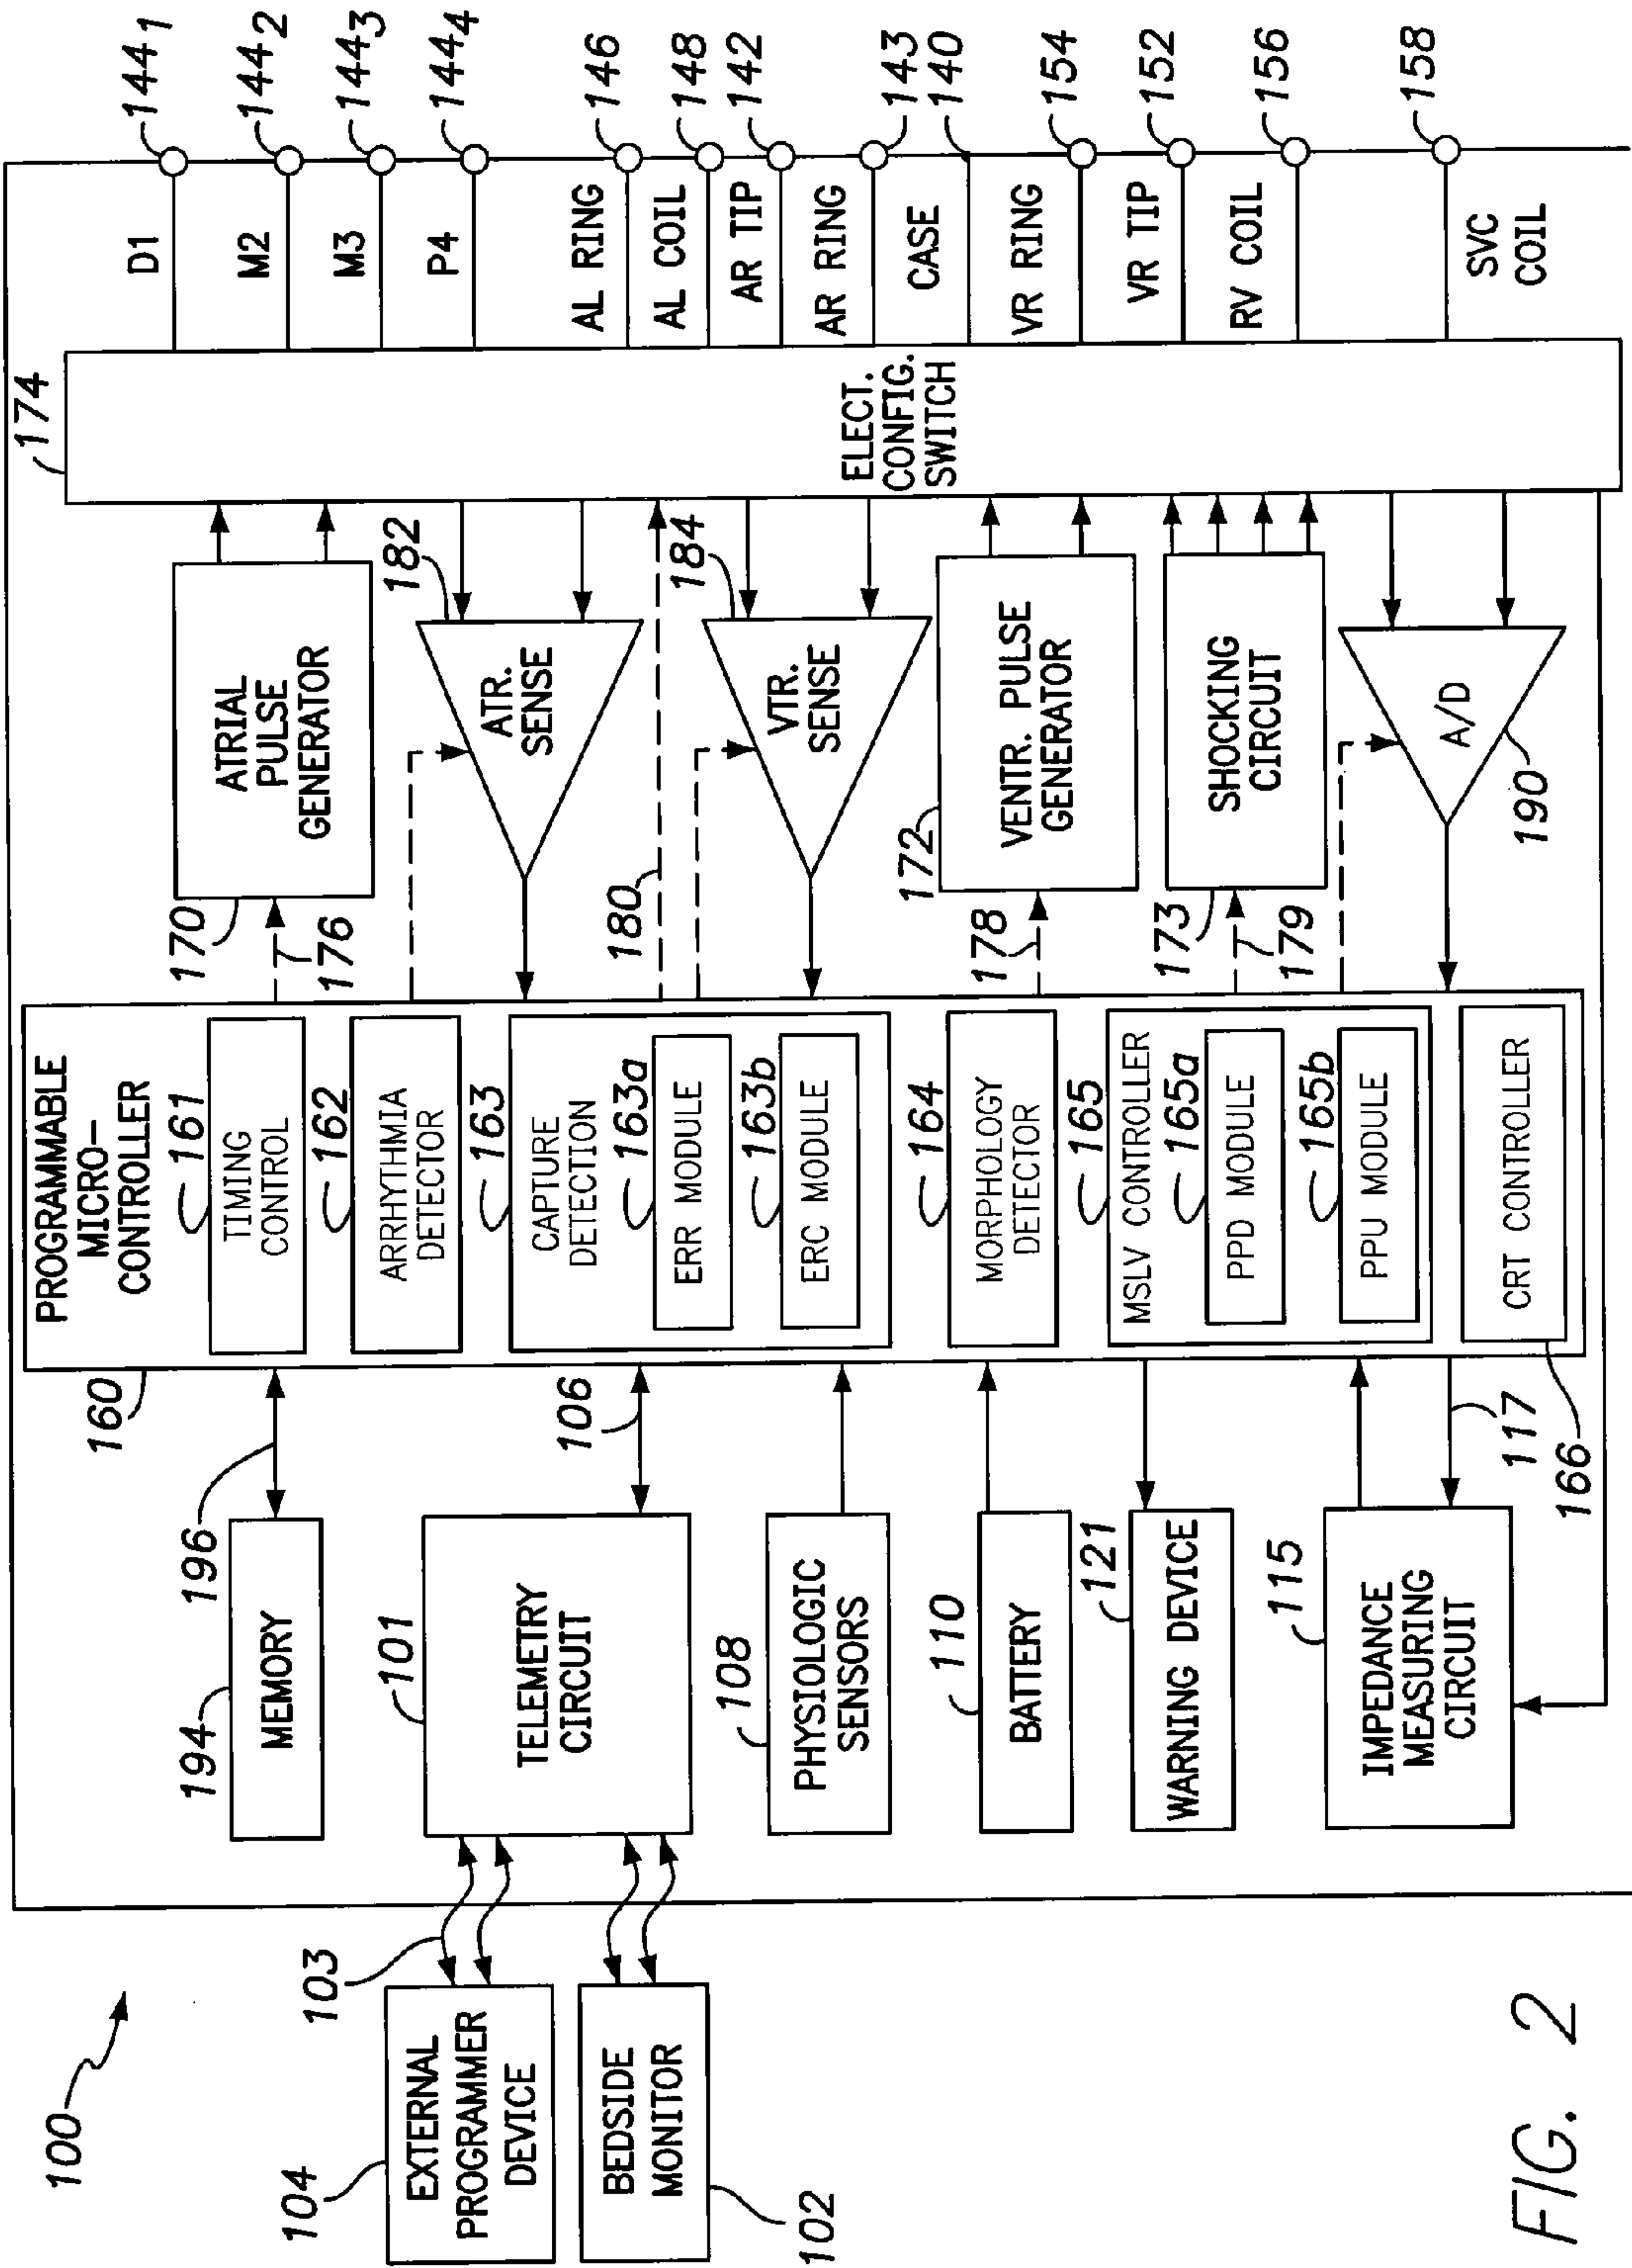 100
104
EXTERNAL
PROGRAMMER
DEVICE
BEDSIDE
MONITOR
102
103
194
MEMORY
196
101
TELEMETRY
CIRCUIT
106
108
PHYSIOLOGIC
SENSORS
110
BATTERY
121
WARNING DEVICE
115
IMPEDANCE
MEASURING
CIRCUIT
117
166
160
PROGRAMMABLE
MICRO-
CONTROLLER
161
TIMING
CONTROL
162
ARRHYTHMIA
DETECTOR
163
CAPTURE
DETECTION
163a
ERR MODULE
163b
ERC MODULE
164
MORPHOLOGY
DETECTOR
165
MSLV CONTROLLER
165a
PPD MODULE
165b
PPU MODULE
CRT CONTROLLER
170
176
ATRIAL
PULSE
GENERATOR
182
ATR.
SENSE
180
184
VTR.
SENSE
172
178
VENTR. PULSE
GENERATOR
173
179
SHOCKING
CIRCUIT
A/D
190
174
ELECT.
CONFIG.
SWITCH
D1
144₁
M2
144₂
M3
144₃
P4
144₄
AL RING
146
AL COIL
148
AR TIP
142
AR RING
143
CASE
140
VR RING
154
VR TIP
152
RV COIL
156
SVC
COIL
158
FIG. 2